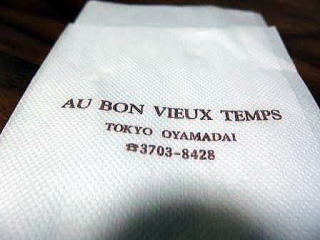 AU BON VIEUX TEMPS
TOKYO OYAMADAI
☎3703-8428